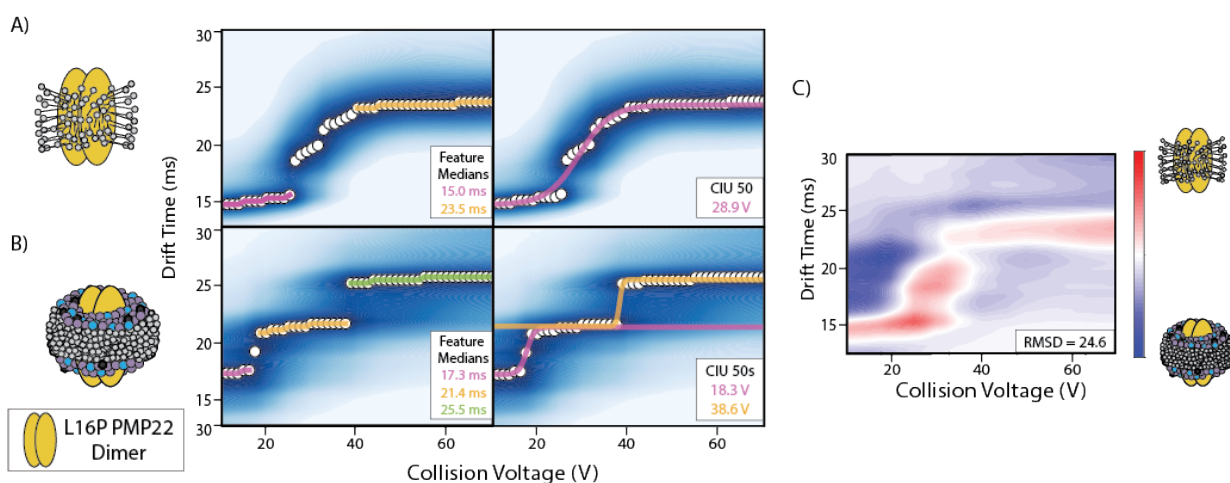 A)
30
25
20
15
Feature
Medians
15.0 ms
23.5 ms
CIU 50
28.9 V
Drift Time (ms)
B)
30
25
20
15
30
Feature
Medians
17.3 ms
21.4 ms
25.5 ms
CIU 50s
18.3 V
38.6 V
20
40
60
20
40
60
Collision Voltage (V)
L16P PMP22
Dimer
C)
30
25
20
15
Drift Time (ms)
RMSD = 24.6
20
40
60
Collision Voltage (V)